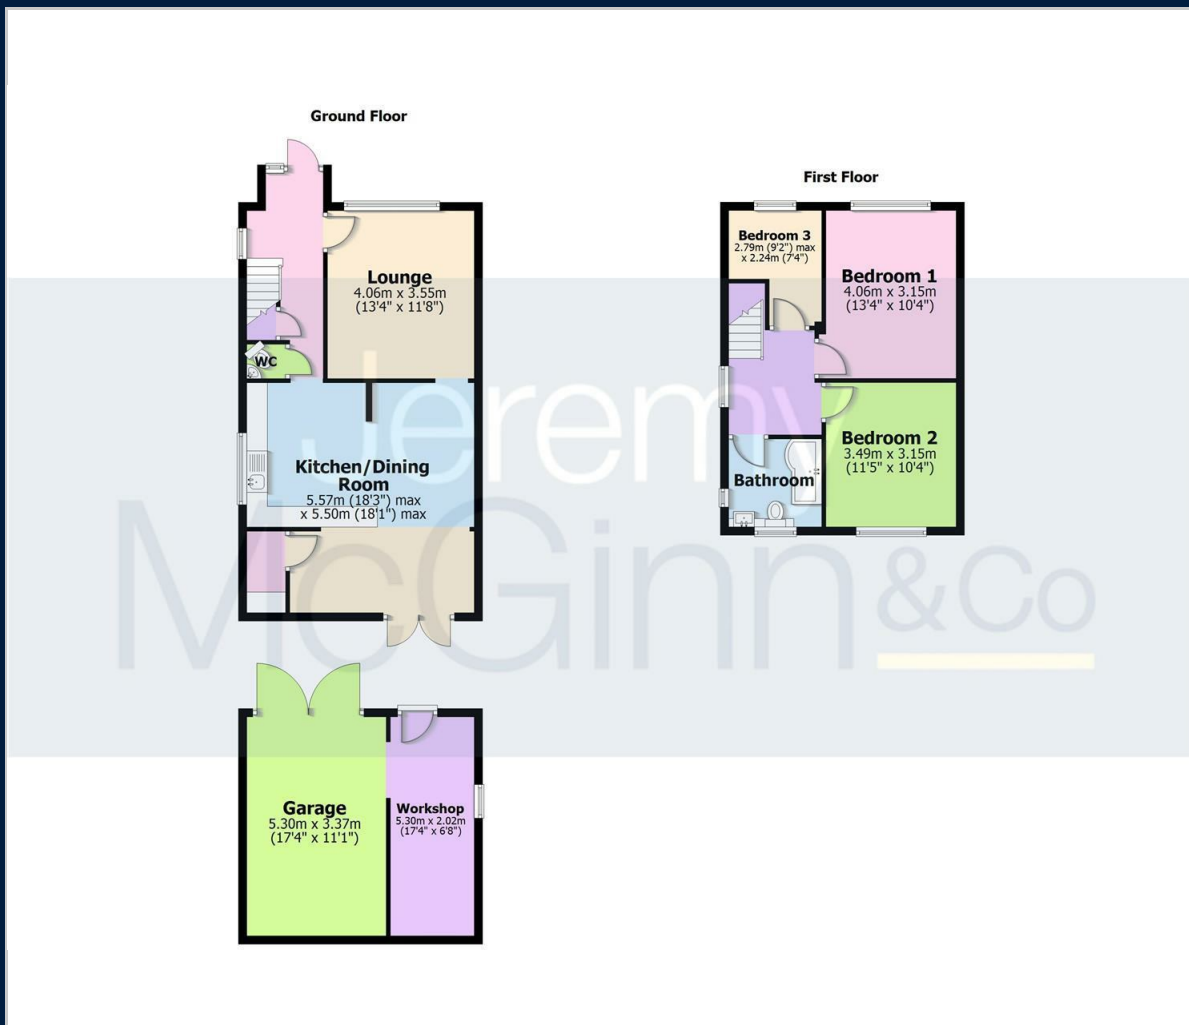 Ground Floor
Lounge
4.06m x 3.55m
(13'4" x 11'8")
WC
Kitchen/Dining
Room
5.57m (18'3") max
x 5.50m (18'1") max
Garage
5.30m x 3.37m
(17'4" x 11'1")
Workshop
5.30m x 2.02m
(17'4" x 6'8")
First Floor
Bedroom 3
2.79m (9'2") max
x 2.24m (7'4")
Bedroom 1
4.06m x 3.15m
(13'4" x 10'4")
Bedroom 2
3.49m x 3.15m
(11'5" x 10'4")
Bathroom
Jeremy
McGinn & Co